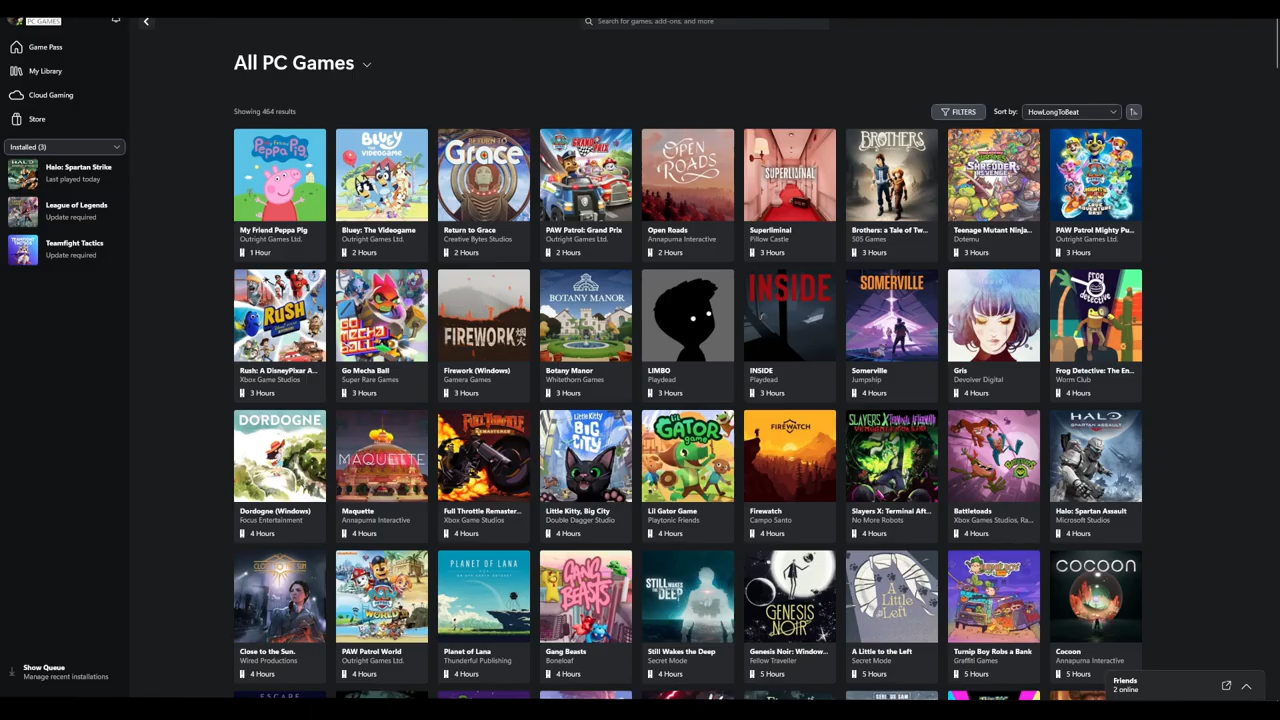 PC GAMES
Search for games, add-ons, and more
Game Pass
My Library
Cloud Gaming
Store
Installed (3)
Halo: Spartan Strike
Last played today
League of Legends
Update required
Teamfight Tactics
Update required
Show Queue
Manage recent installations
All PC Games
Showing 464 results
FILTERS
Sort by:
HowLongToBeat
My Friend Peppa Pig
Outright Games Ltd.
1 Hour
Bluey: The Videogame
Outright Games Ltd.
2 Hours
Return to Grace
Creative Bytes Studios
2 Hours
PAW Patrol: Grand Prix
Outright Games Ltd.
2 Hours
Open Roads
Annapurna Interactive
2 Hours
Superliminal
Pillow Castle
3 Hours
Brothers: a Tale of Tw...
505 Games
3 Hours
Teenage Mutant Ninja...
Dotemu
3 Hours
PAW Patrol Mighty Pu...
Outright Games Ltd.
3 Hours
Rush: A DisneyPixar A...
Xbox Game Studios
3 Hours
Go Mecha Ball
Super Rare Games
3 Hours
Firework (Windows)
Gamera Games
3 Hours
Botany Manor
Whitethorn Games
3 Hours
LIMBO
Playdead
3 Hours
INSIDE
Playdead
3 Hours
Somerville
Jumpship
4 Hours
Gris
Devolver Digital
4 Hours
Frog Detective: The En...
Worm Club
4 Hours
Dordogne (Windows)
Focus Entertainment
4 Hours
Maquette
Annapurna Interactive
4 Hours
Full Throttle Remaster...
Xbox Game Studios
4 Hours
Little Kitty, Big City
Double Dagger Studio
4 Hours
Lil Gator Game
Playtonic Friends
4 Hours
Firewatch
Campo Santo
4 Hours
Slayers X: Terminal Aft...
No More Robots
4 Hours
Battletoads
Xbox Games Studios, Ra...
4 Hours
Halo: Spartan Assault
Microsoft Studios
4 Hours
Close to the Sun.
Wired Productions
4 Hours
PAW Patrol World
Outright Games Ltd.
4 Hours
Planet of Lana
Thunderful Publishing
4 Hours
Gang Beasts
Boneloaf
4 Hours
Still Wakes the Deep
Secret Mode
4 Hours
Genesis Noir: Window...
Fellow Traveller
5 Hours
A Little to the Left
Secret Mode
5 Hours
Turnip Boy Robs a Bank
Graffiti Games
5 Hours
Cocoon
Annapurna Interactive
5 Hours
Friends
2 online